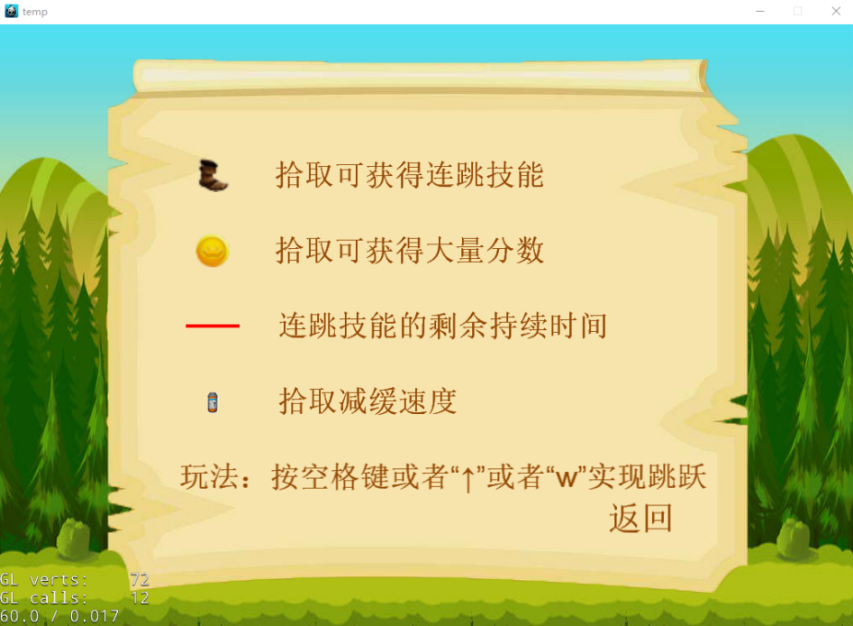 temp
拾取可获得连跳技能
拾取可获得大量分数
连跳技能的剩余持续时间
拾取减缓速度
玩法：按空格键或者“↑”或者“w”实现跳跃
返回
GL verts: 72
GL calls: 12
60.0 / 0.017